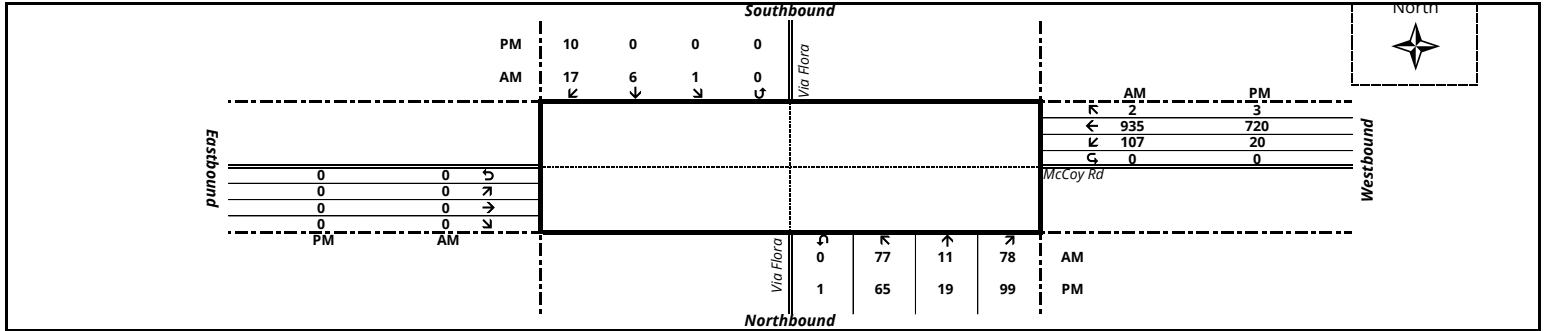 Southbound
North
PM 10 0 0 0
Via Flora
AM 17 6 1 0
AM PM
2 3
935 720
107 20
0 0
Eastbound
Westbound
McCoy Rd
0 0
0 0
0 0
0 0
PM AM
Via Flora
0 77 11 78 AM
1 65 19 99 PM
Northbound